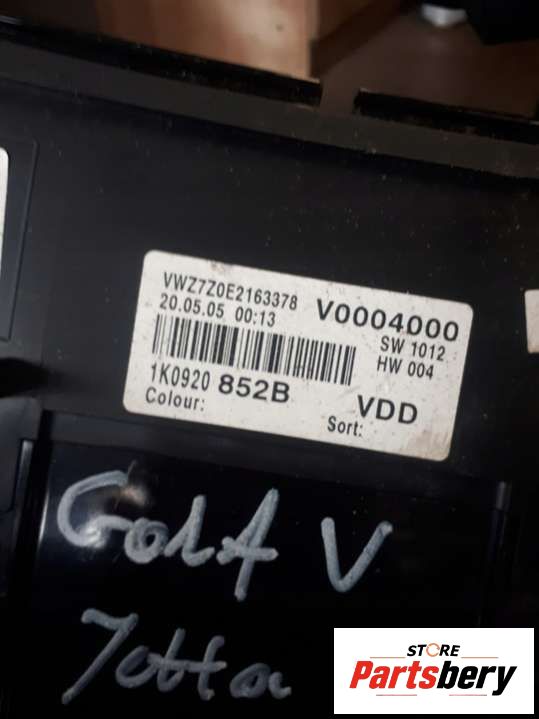 VWZ7Z0E2163378 V0004000
20.05.05 00:13 SW 1012
HW 004
1K0920 852B VDD
Colour: Sort:
Golf V
Jetta
STORE
Partsbery